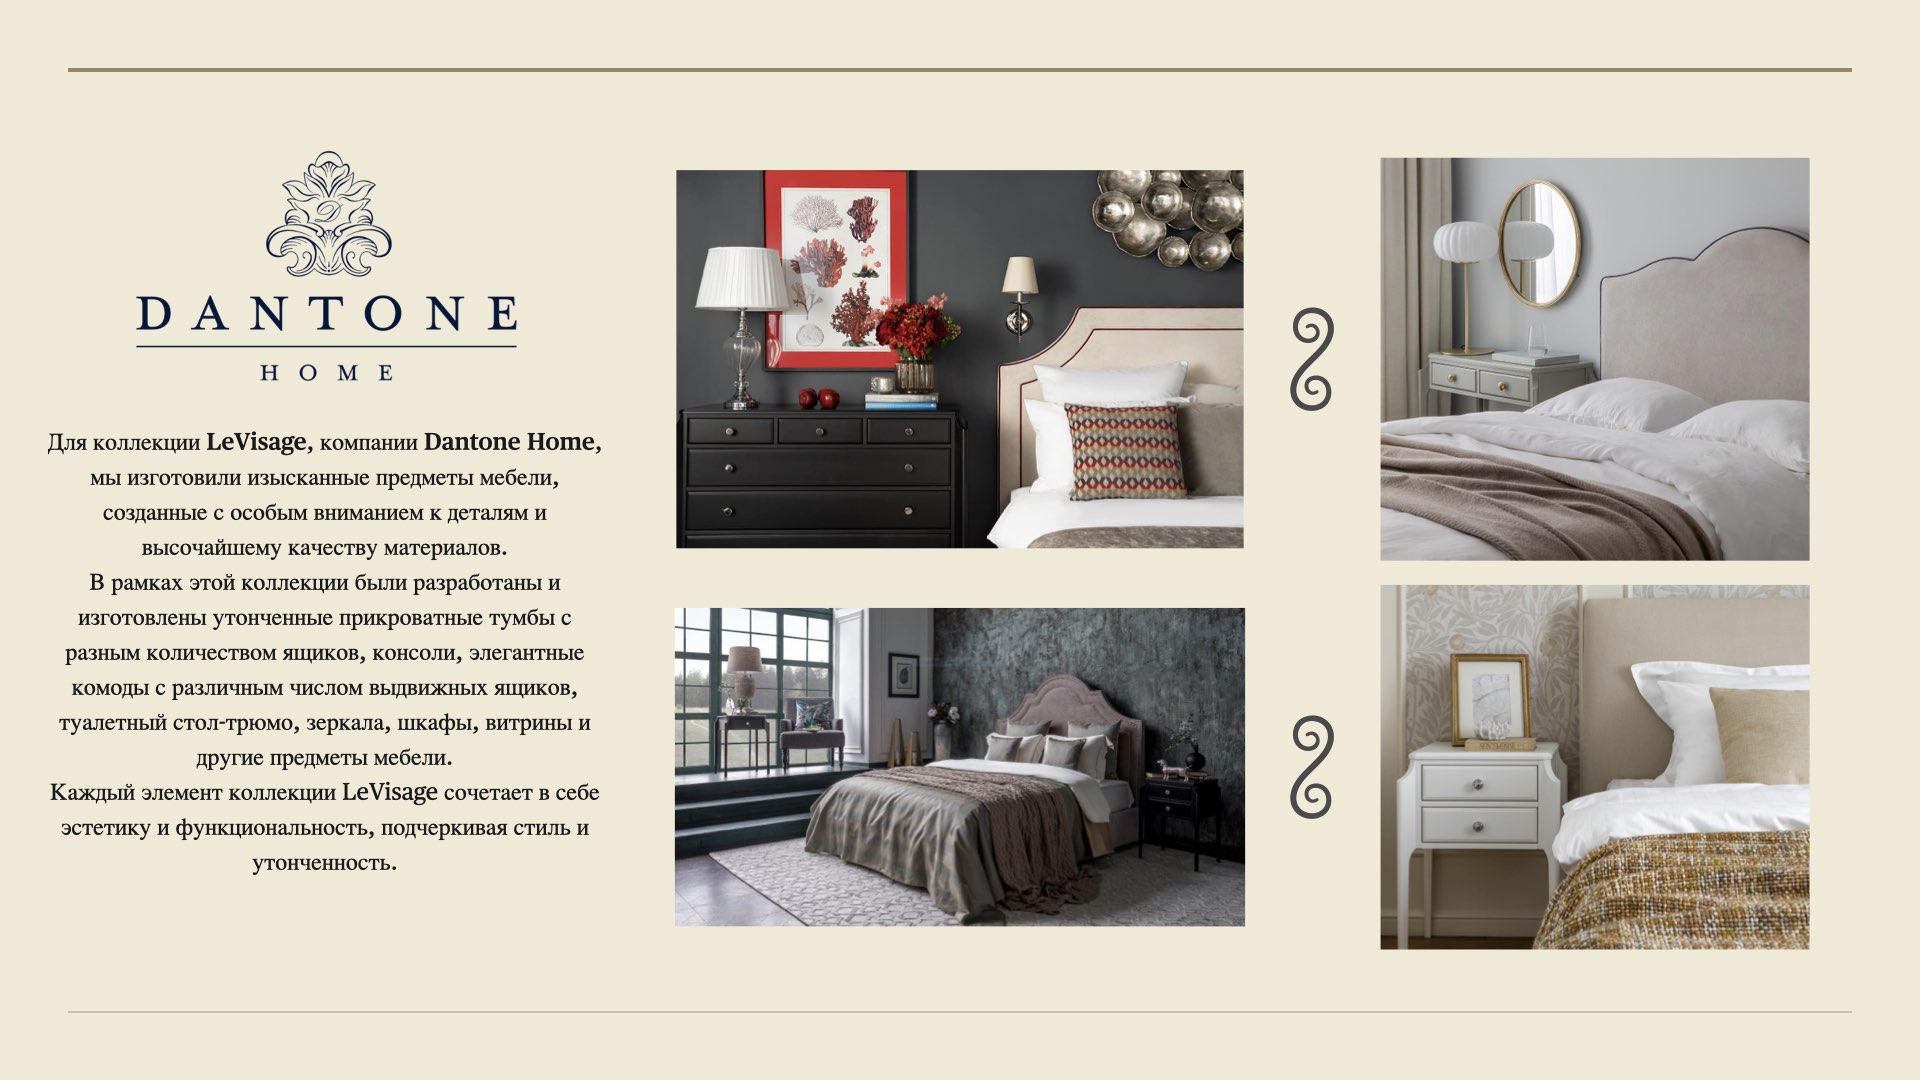 DANTONE
HOME
Для коллекции LeVisage, компании Dantone Home,
мы изготовили изысканные предметы мебели,
созданные с особым вниманием к деталям и
высочайшему качеству материалов.
В рамках этой коллекции были разработаны и
изготовлены утонченные прикроватные тумбы с
разным количеством ящиков, консоли, элегантные
комоды с различным числом выдвижных ящиков,
туалетный стол-трюмо, зеркала, шкафы, витрины и
другие предметы мебели.
Каждый элемент коллекции LeVisage сочетает в себе
эстетику и функциональность, подчеркивая стиль и
утонченность.